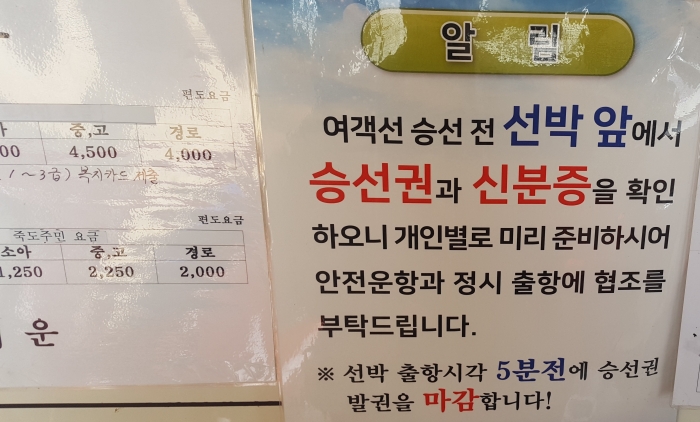 편도요금
중,고 경로
4,500 4,000
1~3급) 복지카드 제출
편도요금
죽도주민 요금
소아 중,고 경로
1,250 2,250 2,000
운
알 림
여객선 승선 전 선박 앞에서
승선권과 신분증을 확인
하오니 개인별로 미리 준비하시어
안전운항과 정시 출항에 협조를
부탁드립니다.
※ 선박 출항시각 5분전에 승선권
발권을 마감합니다!